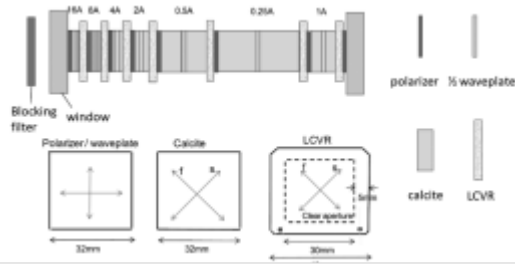 16A 8A 4A 2A 0.5A 0.25A 1A
polarizer ½ waveplate
Blocking
filter
window
Polarizer / waveplate Calcite LCVR
f s f s
Clear aperture
5mm
calcite LCVR
32mm 32mm 30mm